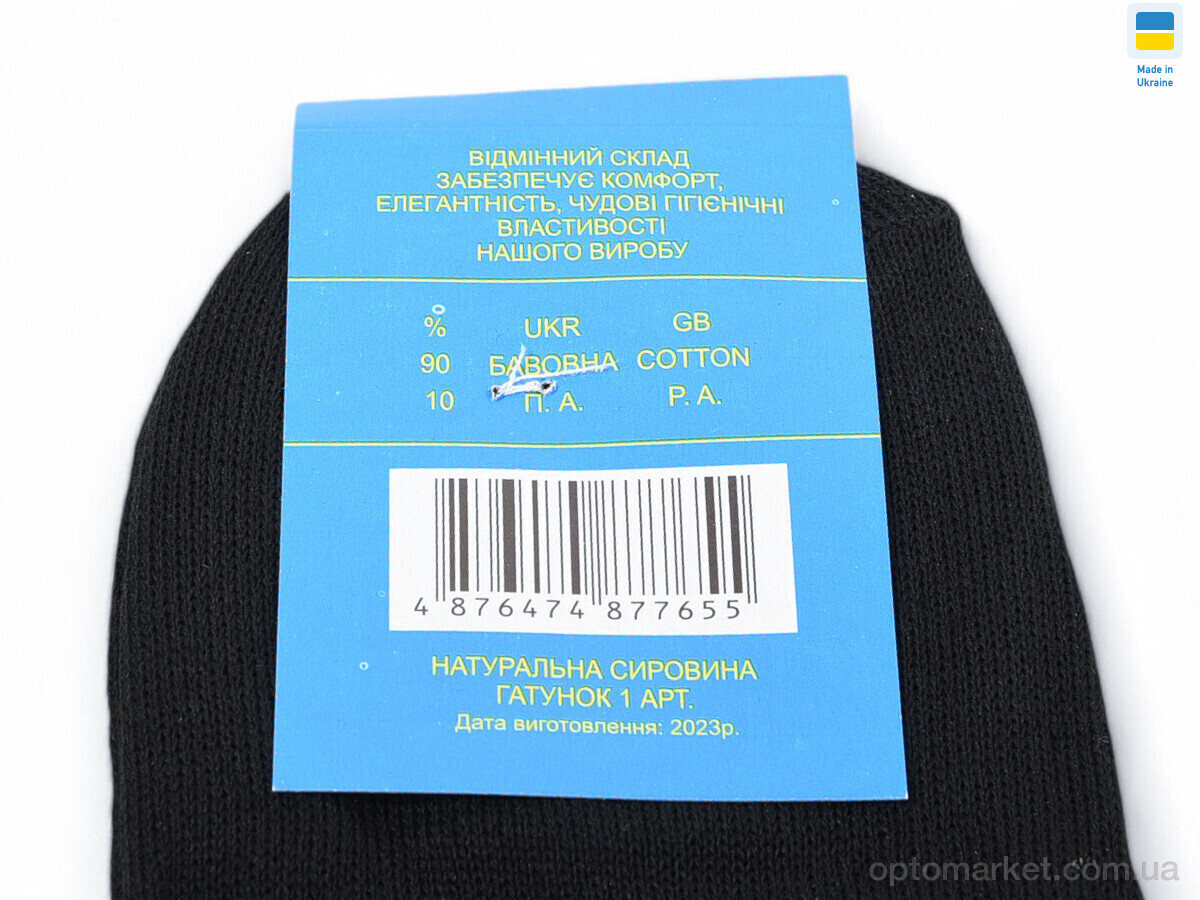 Made in
Ukraine
ВІДМІННИЙ СКЛАД
ЗАБЕЗПЕЧУЄ КОМФОРТ,
ЕЛЕГАНТНІСТЬ, ЧУДОВІ ГІГІЄНІЧНІ
ВЛАСТИВОСТІ
НАШОГО ВИРОБУ
% UKR GB
90 БАВОВНА COTTON
10 П. А. P. A.
4 876474 877655
НАТУРАЛЬНА СИРОВИНА
ГАТУНОК 1 АРТ.
Дата виготовлення: 2023р.
optomarket.com.ua